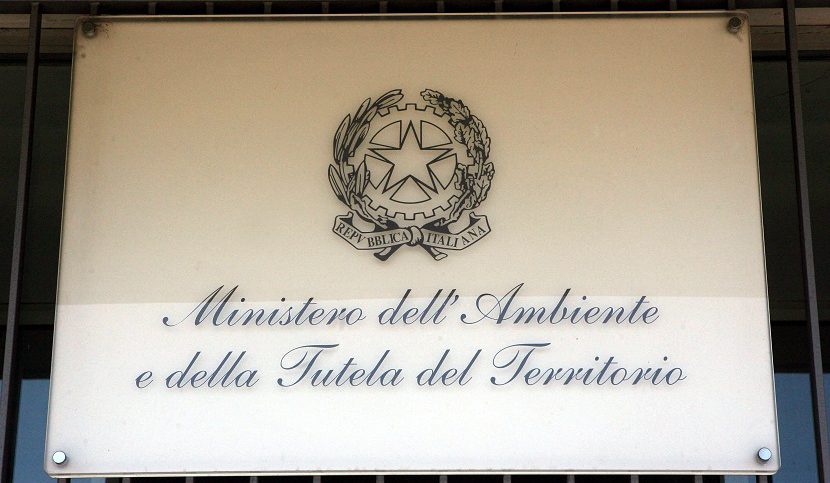 REPVBBLICA ITALIANA
Ministero dell'Ambiente
e della Tutela del Territorio